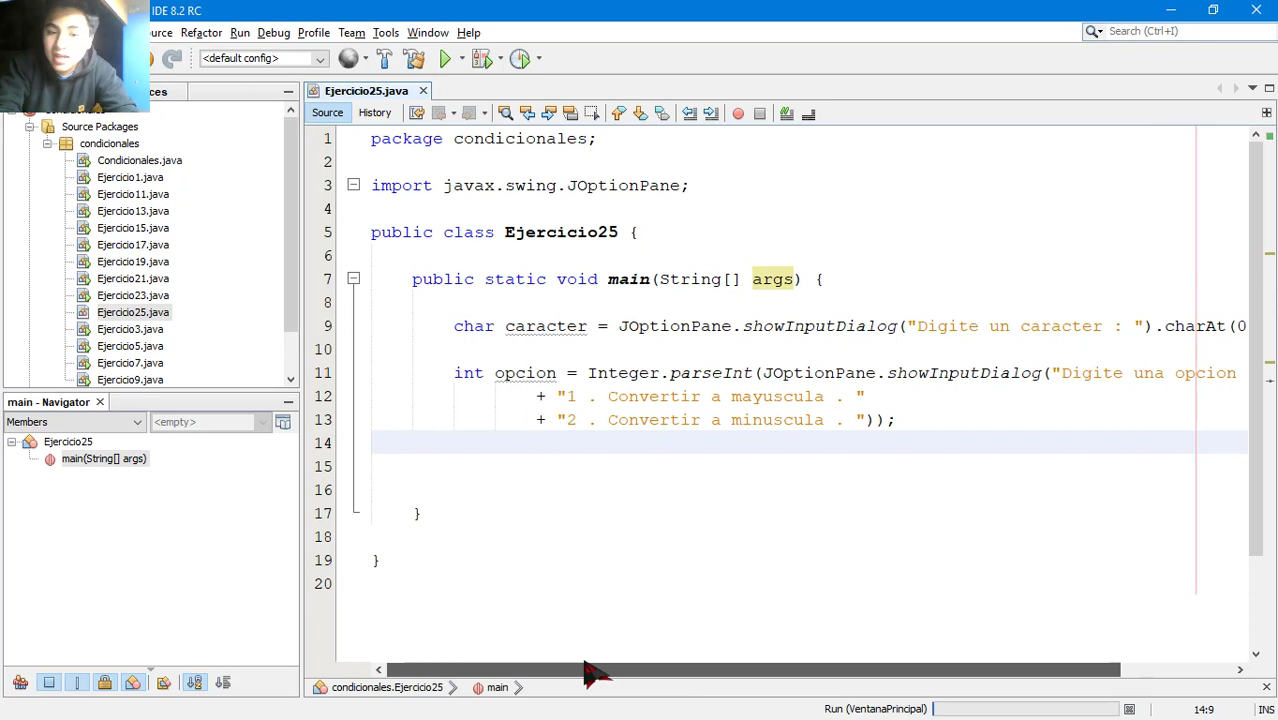 IDE 8.2 RC
urce Refactor Run Debug Profile Team Tools Window Help
Search (Ctrl+I)
<default config>
ces
Ejercicio25.java
Source History
Source Packages
condicionales
Condicionales.java
Ejercicio1.java
Ejercicio11.java
Ejercicio13.java
Ejercicio15.java
Ejercicio17.java
Ejercicio19.java
Ejercicio21.java
Ejercicio23.java
Ejercicio25.java
Ejercicio3.java
Ejercicio5.java
Ejercicio7.java
Ejercicio9.java
main - Navigator
Members <empty>
Ejercicio25
main(String[] args)
1 package condicionales;
2
3 import javax.swing.JOptionPane;
4
5 public class Ejercicio25 {
6
7 public static void main(String[] args) {
8
9 char caracter = JOptionPane.showInputDialog("Digite un caracter : ").charAt(0
10
11 int opcion = Integer.parseInt(JOptionPane.showInputDialog("Digite una opcion
12 + "1 . Convertir a mayuscula . "
13 + "2 . Convertir a minuscula . "));
14
15
16
17 }
18
19 }
20
condicionales.Ejercicio25 main
Run (VentanaPrincipal) 14:9 INS